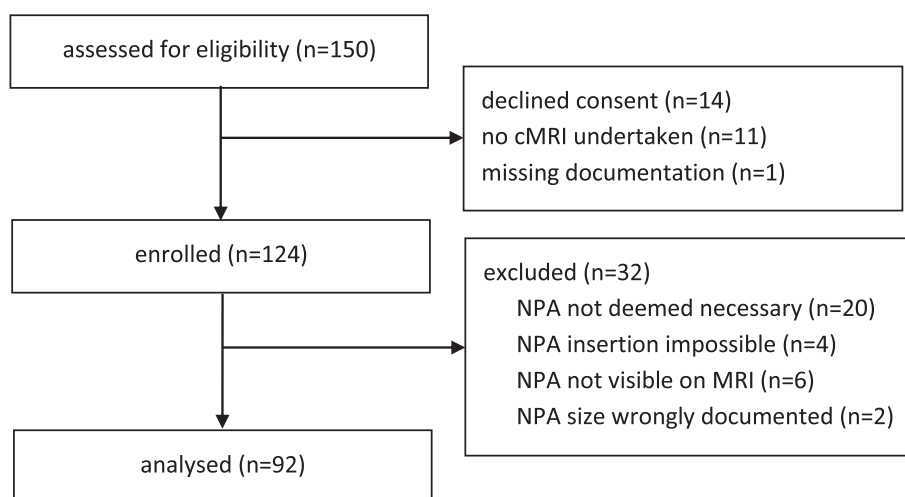 assessed for eligibility (n=150)
declined consent (n=14)
no cMRI undertaken (n=11)
missing documentation (n=1)
enrolled (n=124)
excluded (n=32)
NPA not deemed necessary (n=20)
NPA insertion impossible (n=4)
NPA not visible on MRI (n=6)
NPA size wrongly documented (n=2)
analysed (n=92)